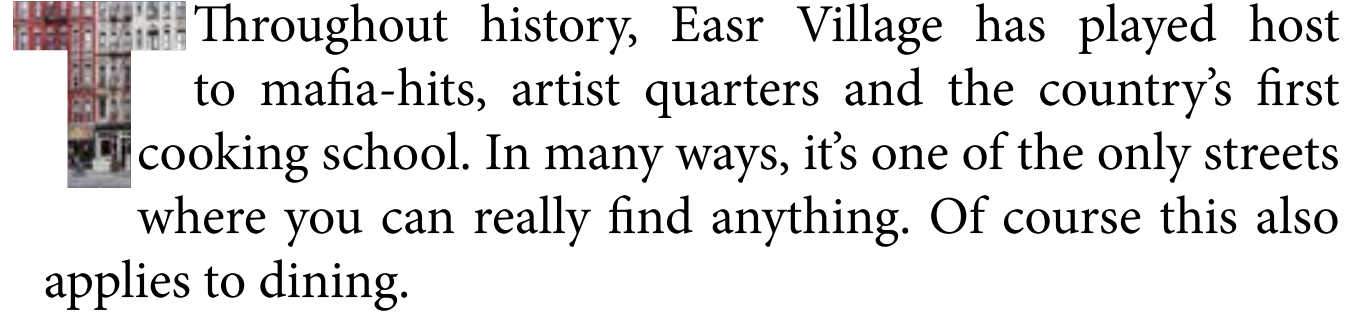 Throughout history, Easr Village has played host
to mafia-hits, artist quarters and the country’s first
cooking school. In many ways, it’s one of the only streets
where you can really find anything. Of course this also
applies to dining.